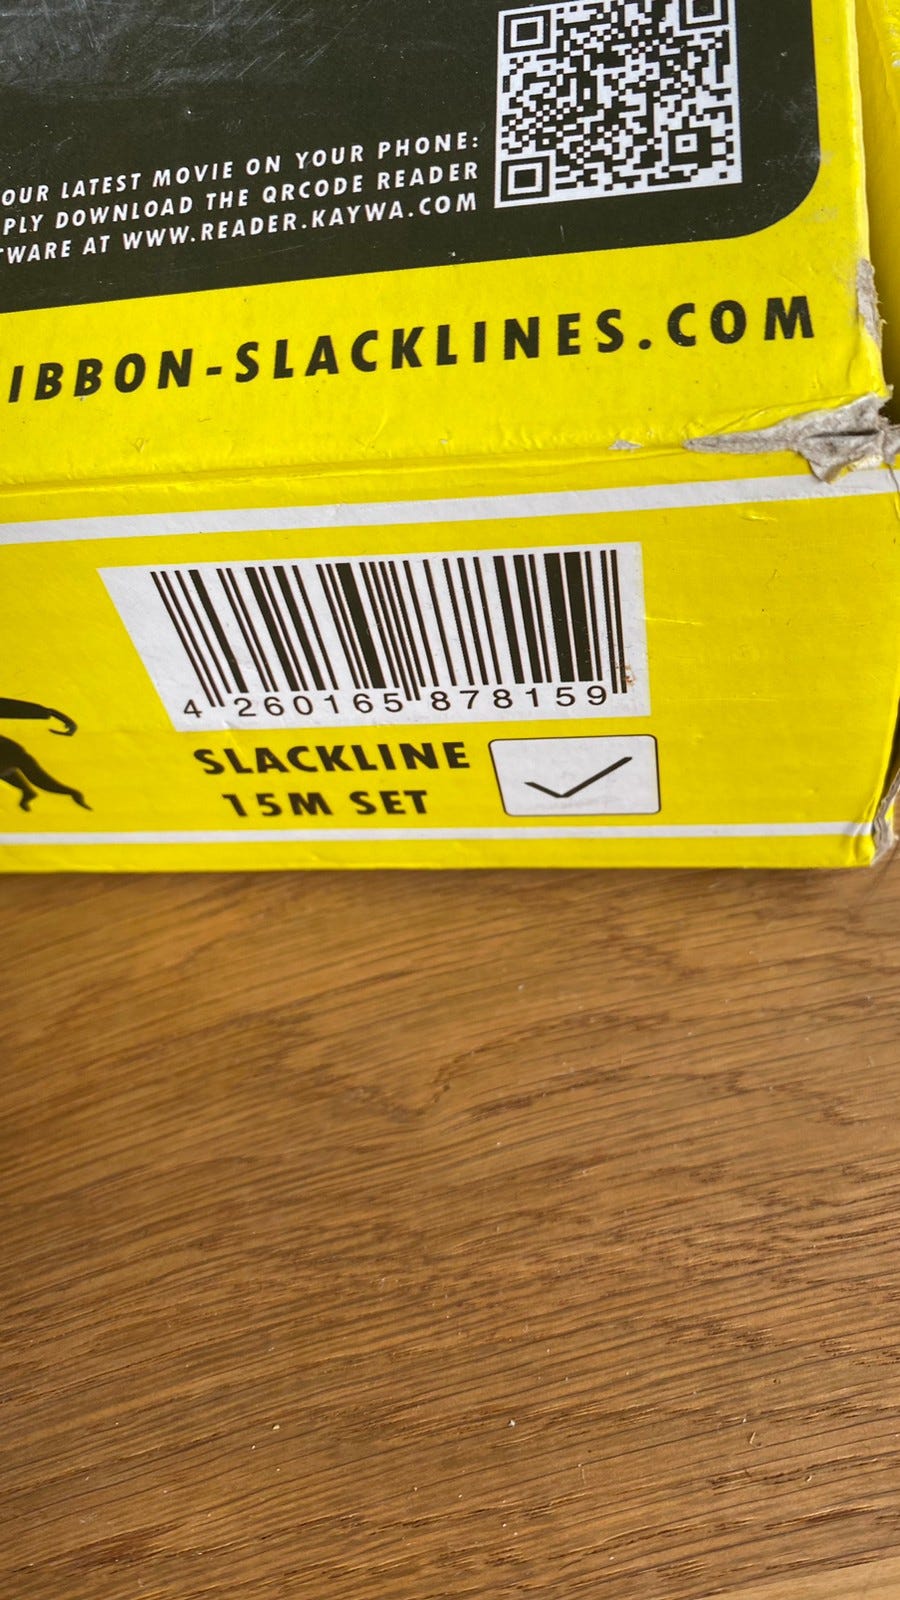 OUR LATEST MOVIE ON YOUR PHONE:
PLY DOWNLOAD THE QRCODE READER
TWARE AT WWW.READER.KAYWA.COM
IBBON-SLACKLINES.COM
4 260165 878159
SLACKLINE
15M SET